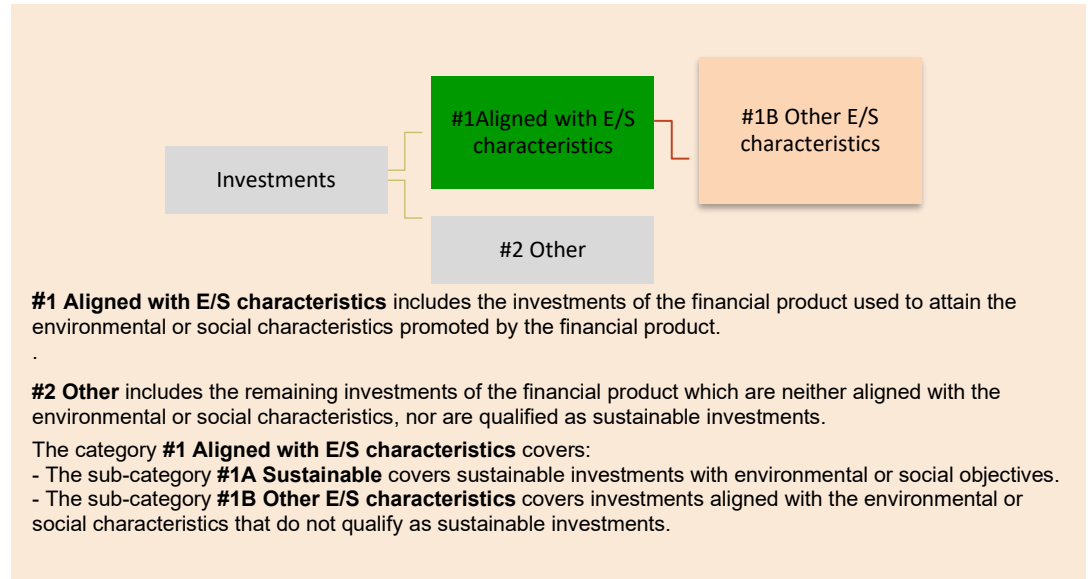 #1Aligned with E/S
characteristics
#1B Other E/S
characteristics
Investments
#2 Other
#1 Aligned with E/S characteristics includes the investments of the financial product used to attain the
environmental or social characteristics promoted by the financial product.
.
#2 Other includes the remaining investments of the financial product which are neither aligned with the
environmental or social characteristics, nor are qualified as sustainable investments.
The category #1 Aligned with E/S characteristics covers:
- The sub-category #1A Sustainable covers sustainable investments with environmental or social objectives.
- The sub-category #1B Other E/S characteristics covers investments aligned with the environmental or
social characteristics that do not qualify as sustainable investments.